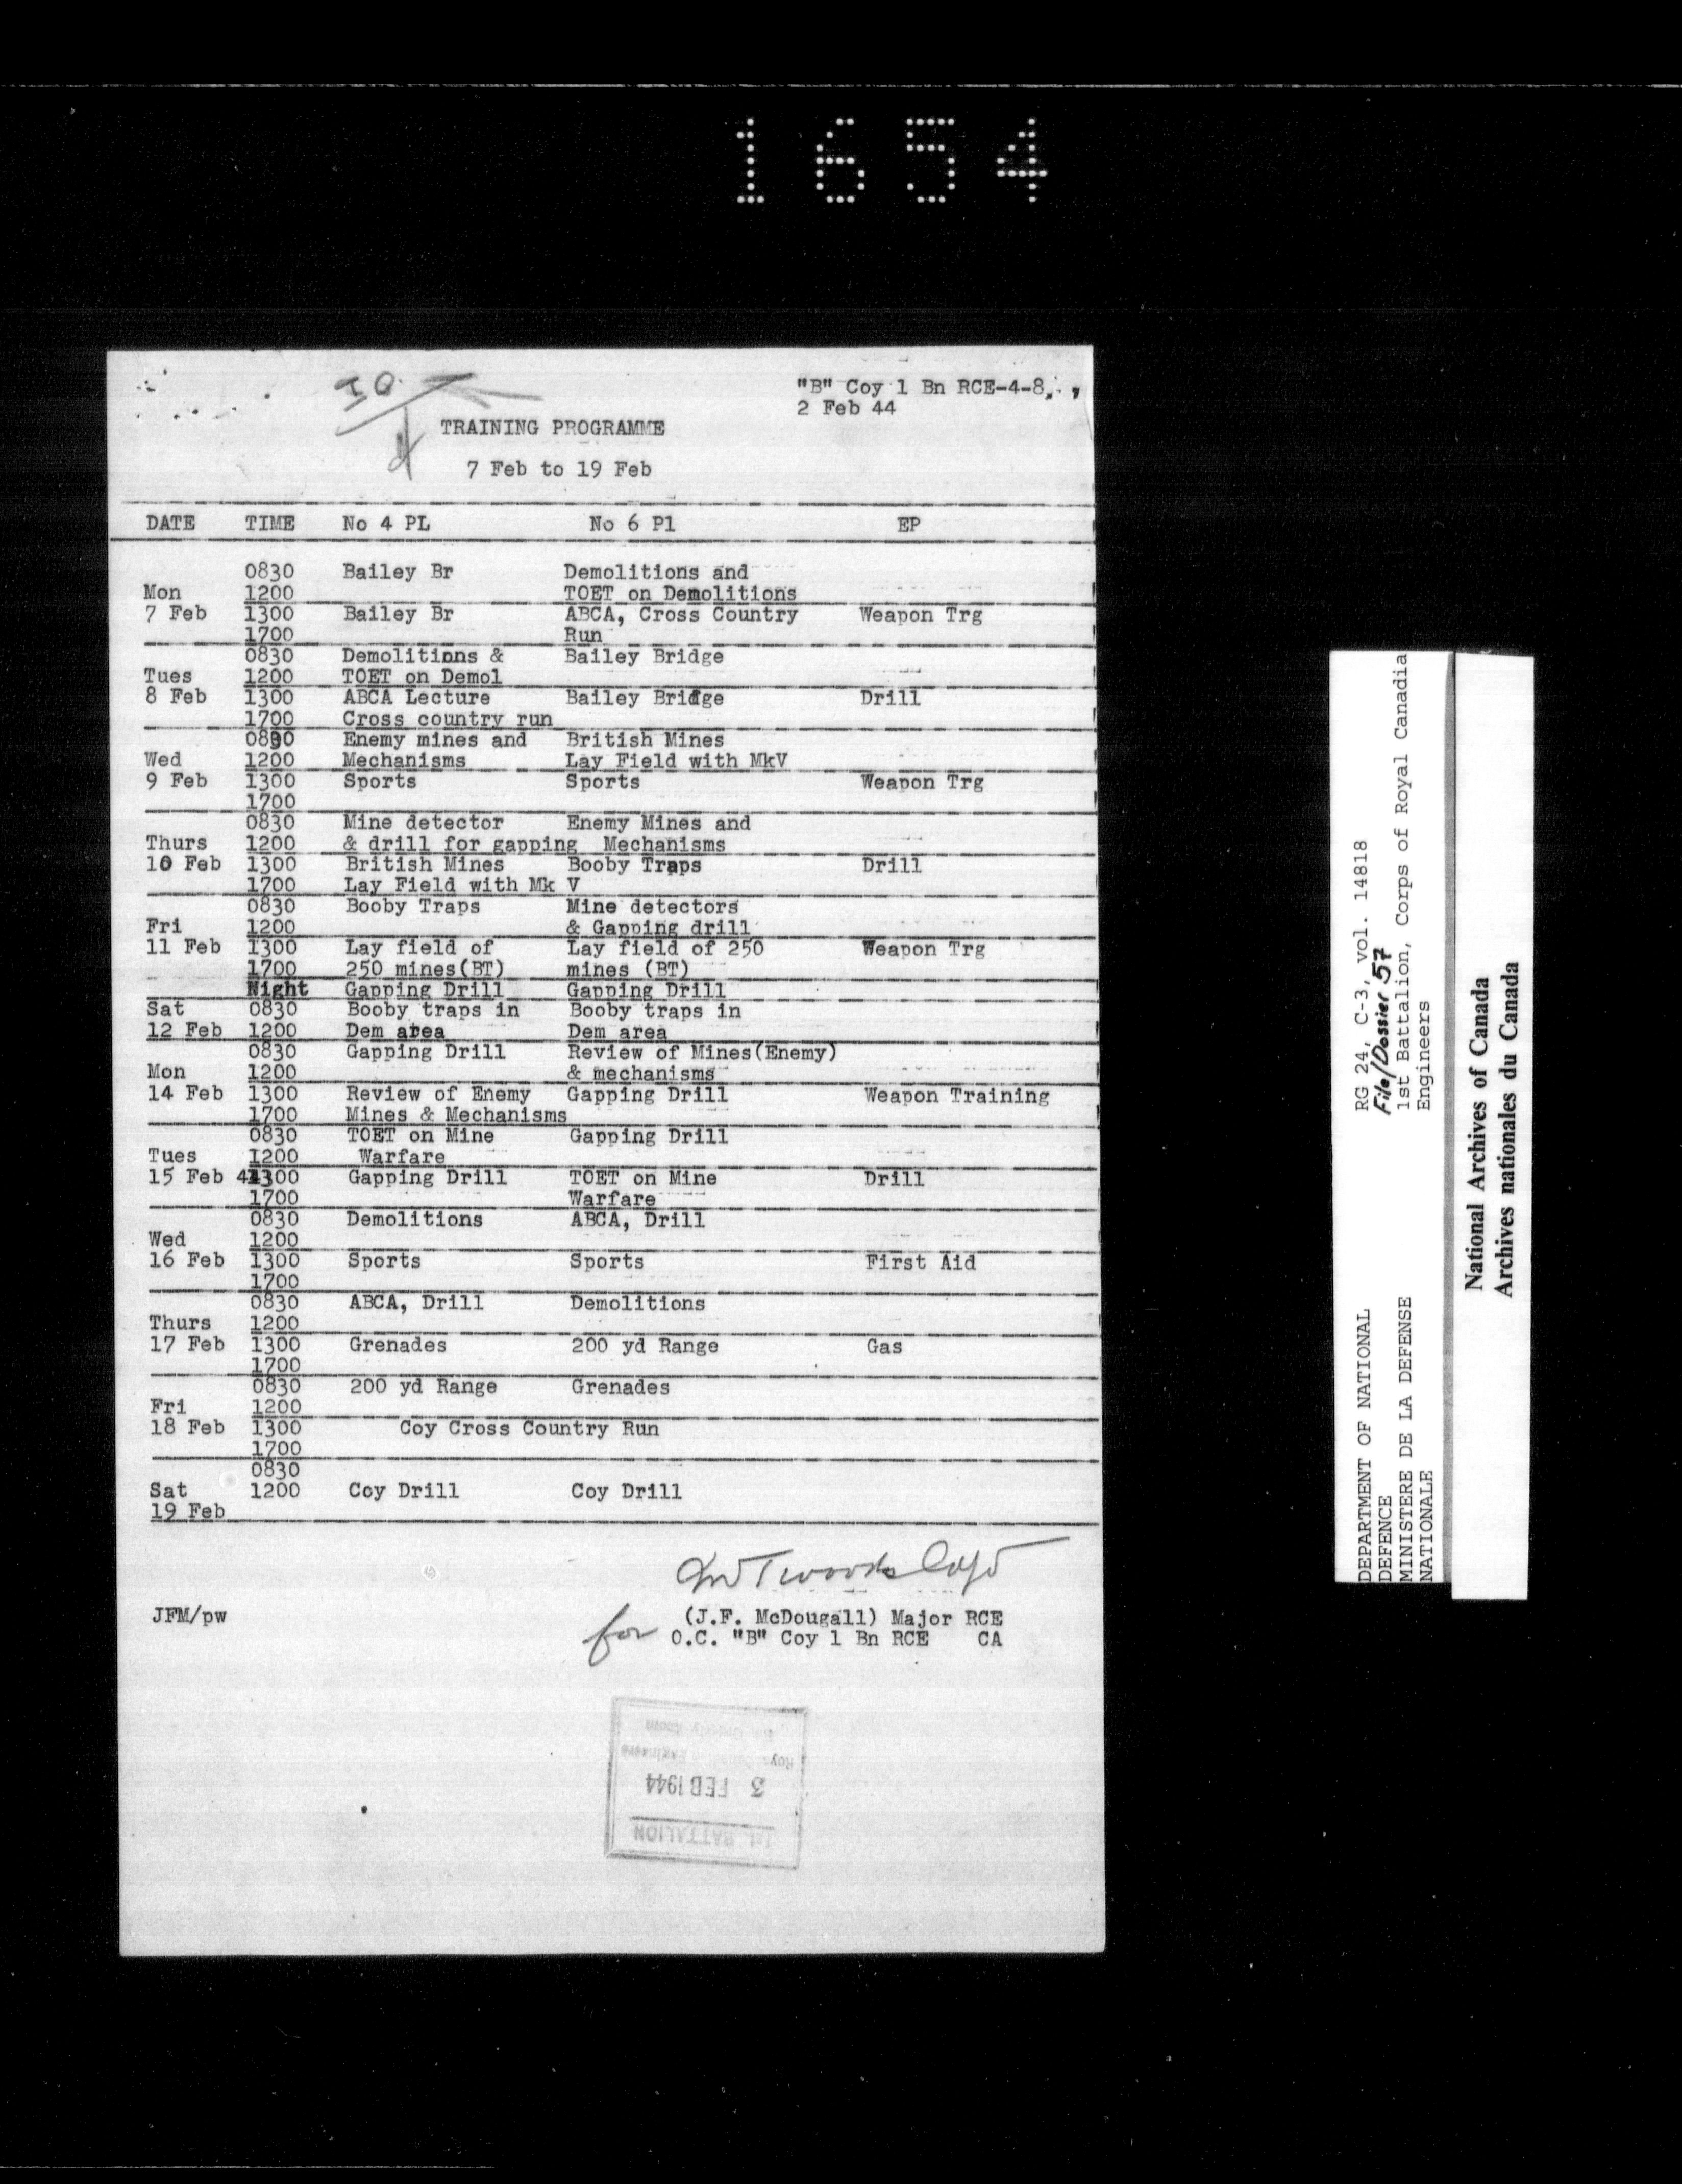 1654
IO
"B" Coy 1 Bn RCE-4-8
2 Feb 44
TRAINING PROGRAMME
7 Feb to 19 Feb
DATE TIME No 4 PL No 6 Pl EP
0830 Bailey Br Demolitions and
Mon 1200 TOET on Demolitions
7 Feb 1300 Bailey Br ABCA, Cross Country Weapon Trg
1700 Run
0830 Demolitions & Bailey Bridge
Tues 1200 TOET on Demol
8 Feb 1300 ABCA Lecture Bailey Bridge Drill
1700 Cross country run
0830 Enemy mines and British Mines
Wed 1200 Mechanisms Lay Field with MkV
9 Feb 1300 Sports Sports Weapon Trg
1700
0830 Mine detector Enemy Mines and
Thurs 1200 & drill for gapping Mechanisms
10 Feb 1300 British Mines Booby Traps Drill
1700 Lay Field with Mk V
0830 Booby Traps Mine detectors
Fri 1200 & Gapping drill
11 Feb 1300 Lay field of Lay field of 250 Weapon Trg
1700 250 mines(BT) mines (BT)
Night Gapping Drill Gapping Drill
Sat 0830 Booby traps in Booby traps in
12 Feb 1200 Dem area Dem area
0830 Gapping Drill Review of Mines(Enemy)
Mon 1200 & mechanisms
14 Feb 1300 Review of Enemy Gapping Drill Weapon Training
1700 Mines & Mechanisms
0830 TOET on Mine Gapping Drill
Tues 1200 Warfare
15 Feb 1300 Gapping Drill TOET on Mine Drill
1700 Warfare
0830 Demolitions ABCA, Drill
Wed 1200
16 Feb 1300 Sports Sports First Aid
1700
0830 ABCA, Drill Demolitions
Thurs 1200
17 Feb 1300 Grenades 200 yd Range Gas
1700
0830 200 yd Range Grenades
Fri 1200
18 Feb 1300 Coy Cross Country Run
1700
0830
Sat 1200 Coy Drill Coy Drill
19 Feb
JFM/pw
for (J.F. McDougall) Major RCE
O.C. "B" Coy 1 Bn RCE CA
1st. BATTALION
3 FEB 1944
Royal Canadian Engineers
Bn. Orderly Room
DEPARTMENT OF NATIONAL
DEFENCE
MINISTERE DE LA DEFENSE
NATIONALE
RG 24, C-3, vol. 14818
File/Dossier 57
1st Battalion, Corps of Royal Canadia
Engineers
National Archives of Canada
Archives nationales du Canada